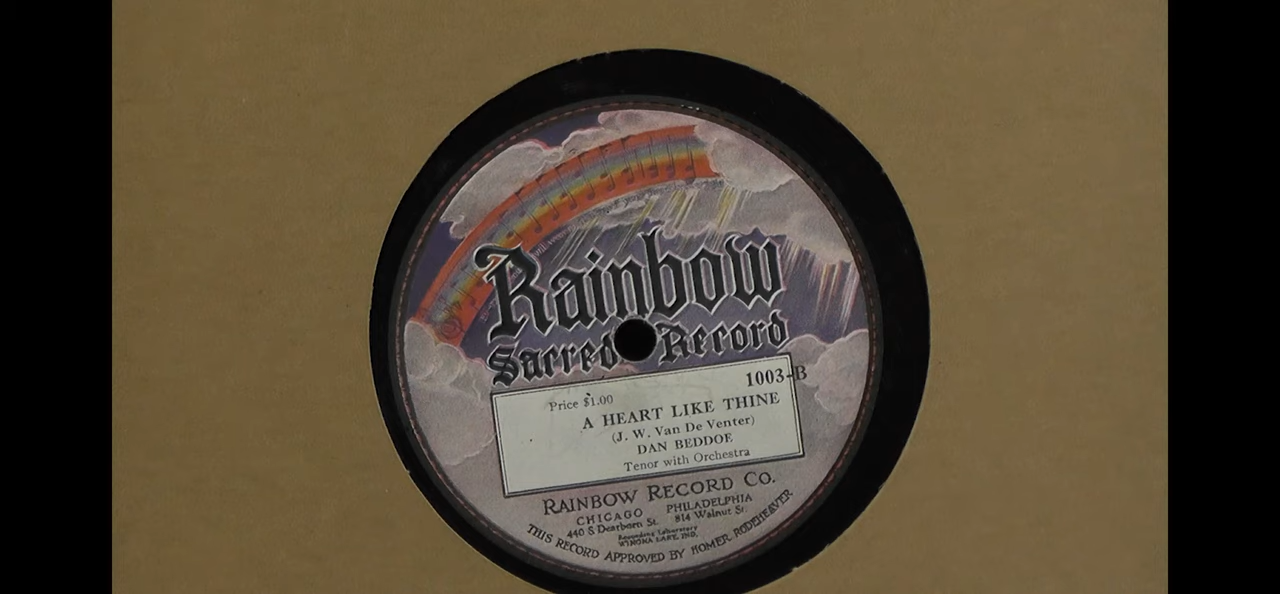 Rainbow
Sacred Record
1003-B
Price $1.00
A HEART LIKE THINE
(J. W. Van De Venter)
DAN BEDDOE
Tenor with Orchestra
RAINBOW RECORD CO.
CHICAGO PHILADELPHIA
440 S Dearborn St. 814 Walnut St.
Recording Laboratory
WINONA LAKE, IND.
THIS RECORD APPROVED BY HOMER RODEHEAVER